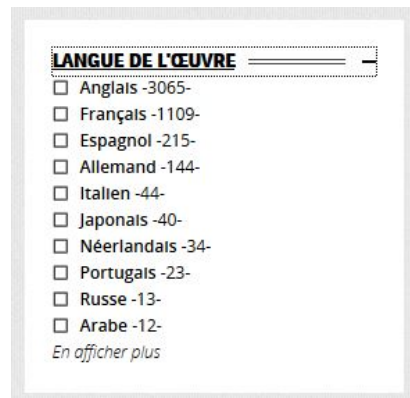 LANGUE DE L'ŒUVRE
Anglais -3065-
Français -1109-
Espagnol -215-
Allemand -144-
Italien -44-
Japonais -40-
Néerlandais -34-
Portugais -23-
Russe -13-
Arabe -12-
En afficher plus